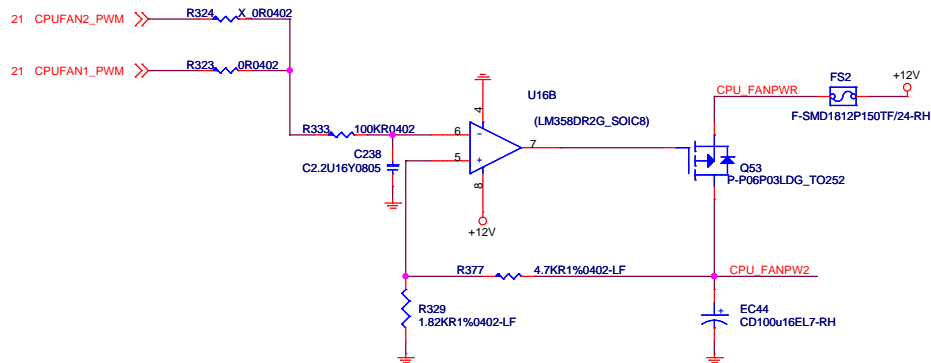 21 CPUFAN2_PWM
R324 X_0R0402
21 CPUFAN1_PWM
R323 0R0402
FS2
+12V
CPU_FANPWR
F-SMD1812P150TF/24-RH
U16B
(LM358DR2G_SOIC8)
4
R333 100KR0402
6
-
7
5
+
8
C238
C2.2U16Y0805
Q53
P-P06P03LDG_TO252
+12V
R377 4.7KR1%0402-LF
CPU_FANPW2
R329
1.82KR1%0402-LF
+
EC44
CD100u16EL7-RH